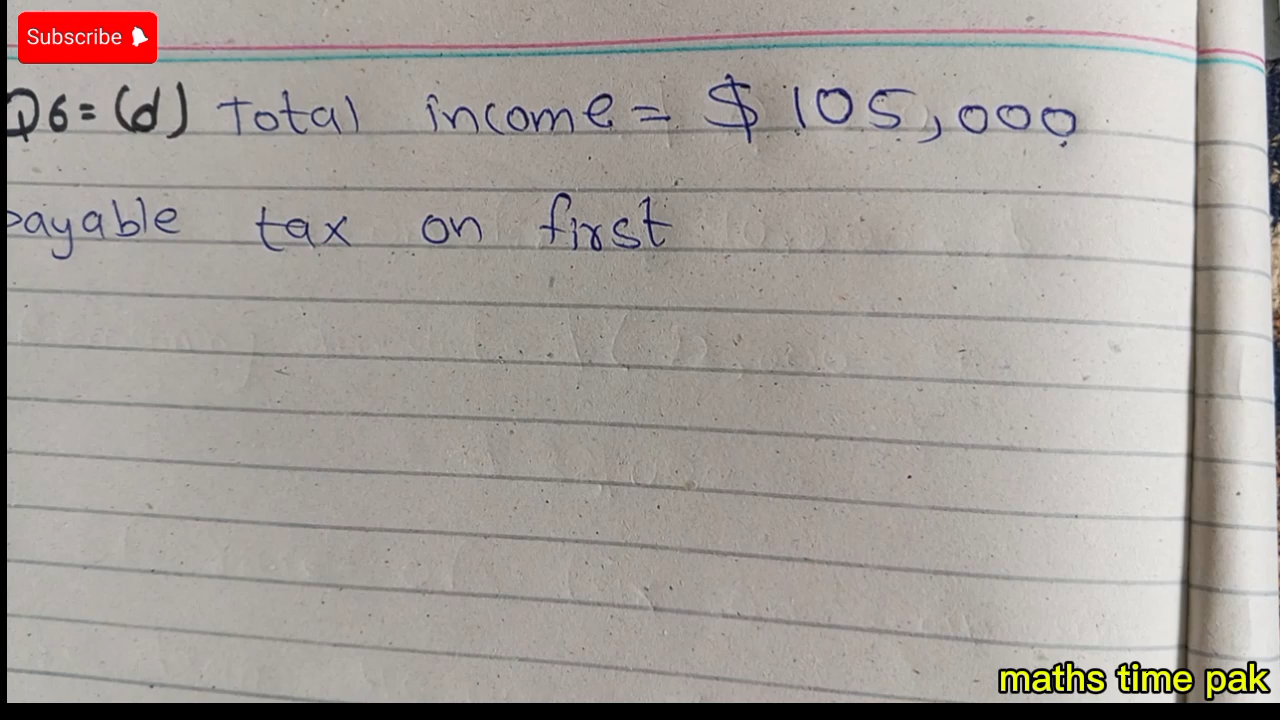 Subscribe
Q6=(d) Total income = $105,000
payable tax on first
maths time pak